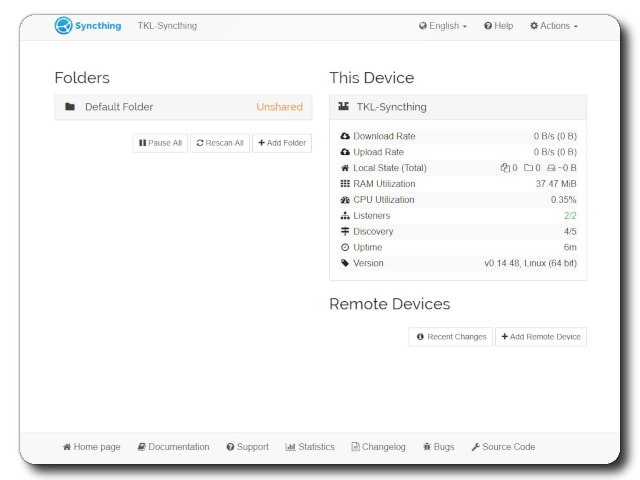 Syncthing TKL-Syncthing English Help Actions
Folders
Default Folder Unshared
Pause All Rescan All Add Folder
This Device
TKL-Syncthing
Download Rate 0 B/s (0 B)
Upload Rate 0 B/s (0 B)
Local State (Total) 0 0 ~0 B
RAM Utilization 37.47 MiB
CPU Utilization 0.35%
Listeners 2/2
Discovery 4/5
Uptime 6m
Version v0.14.48, Linux (64 bit)
Remote Devices
Recent Changes Add Remote Device
Home page Documentation Support Statistics Changelog Bugs Source Code